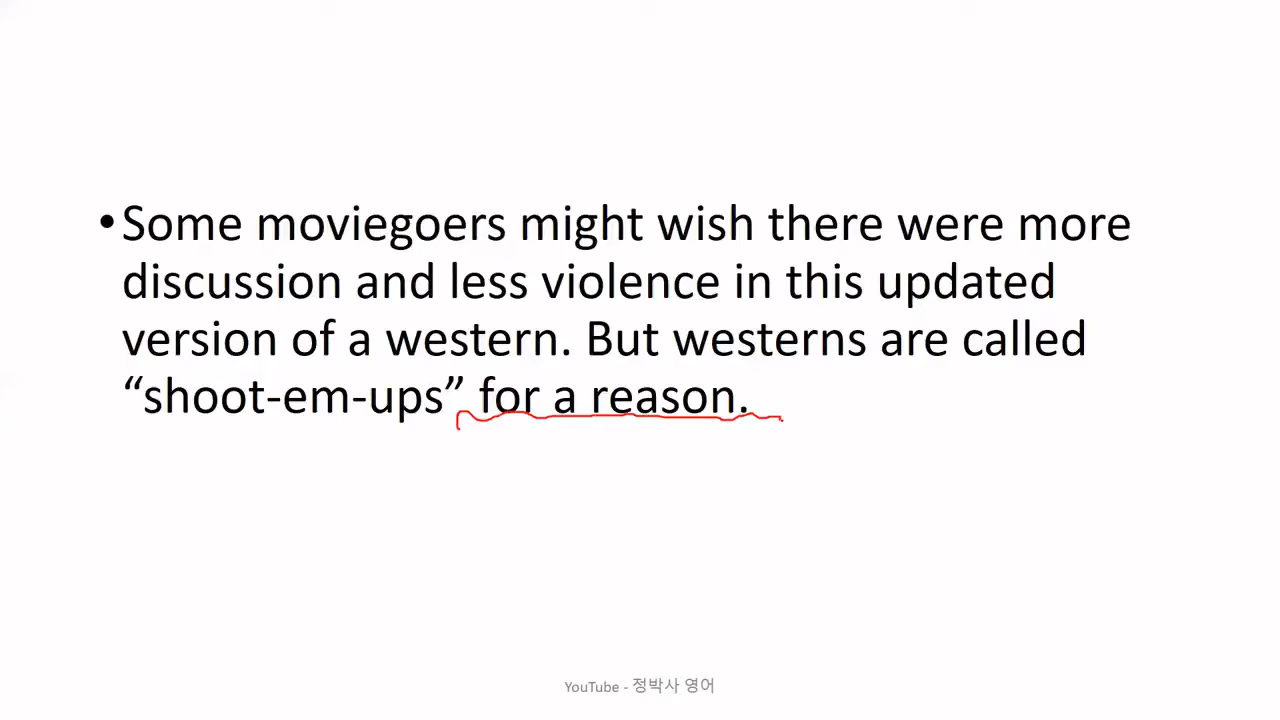 •Some moviegoers might wish there were more
discussion and less violence in this updated
version of a western. But westerns are called
“shoot-em-ups” for a reason.
YouTube - 정박사 영어